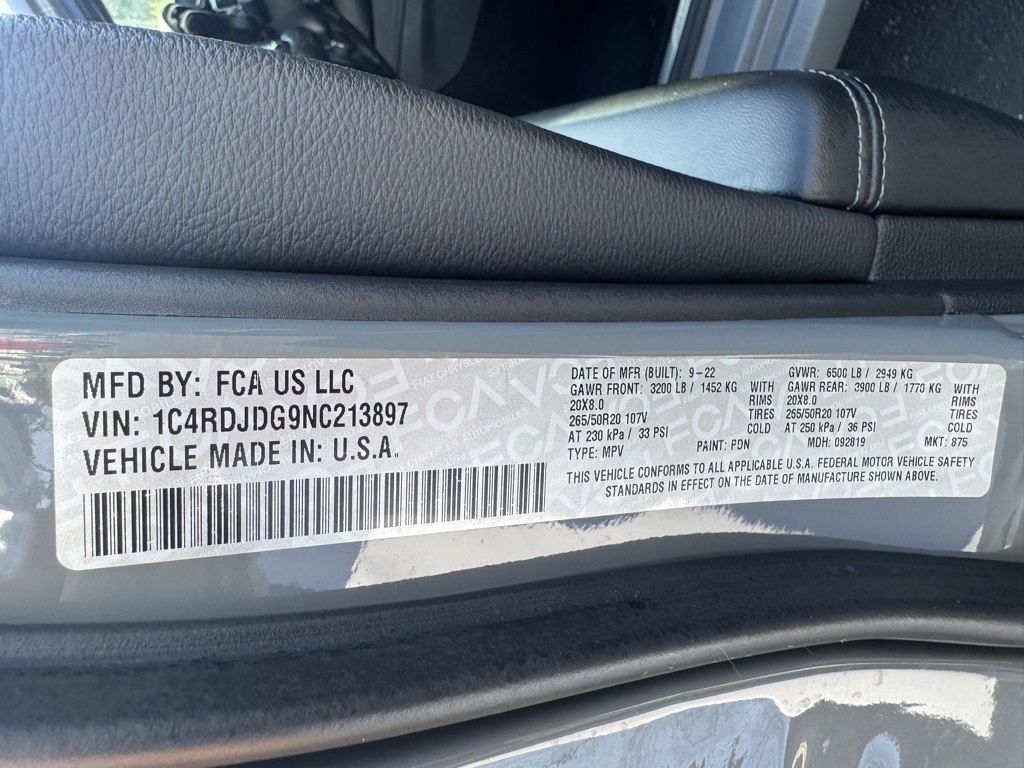 MFD BY: FCA US LLC
VIN: 1C4RDJDG9NC213897
VEHICLE MADE IN: U.S.A.
DATE OF MFR (BUILT): 9-22 GVWR: 6500 LB / 2949 KG
GAWR FRONT: 3200 LB / 1452 KG WITH GAWR REAR: 3900 LB / 1770 KG WITH
20X8.0 RIMS 20X8.0 RIMS
265/50R20 107V TIRES 265/50R20 107V TIRES
AT 230 kPa / 33 PSI COLD AT 250 kPa / 36 PSI COLD
TYPE: MPV PAINT: PDN MDH: 092819 MKT: 875
THIS VEHICLE CONFORMS TO ALL APPLICABLE U.S.A. FEDERAL MOTOR VEHICLE SAFETY
STANDARDS IN EFFECT ON THE DATE OF MANUFACTURE SHOWN ABOVE.